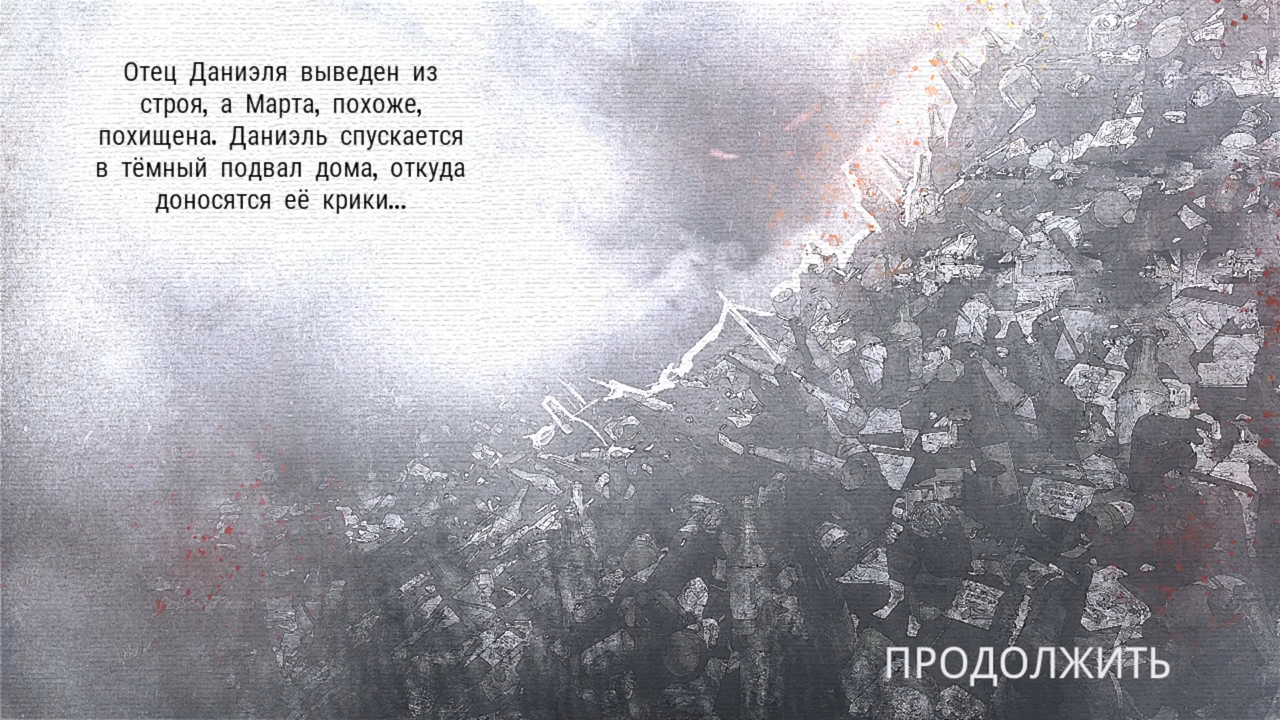 Отец Даниэля выведен из
строя, а Марта, похоже,
похищена. Даниэль спускается
в тёмный подвал дома, откуда
доносятся её крики...
ПРОДОЛЖИТЬ